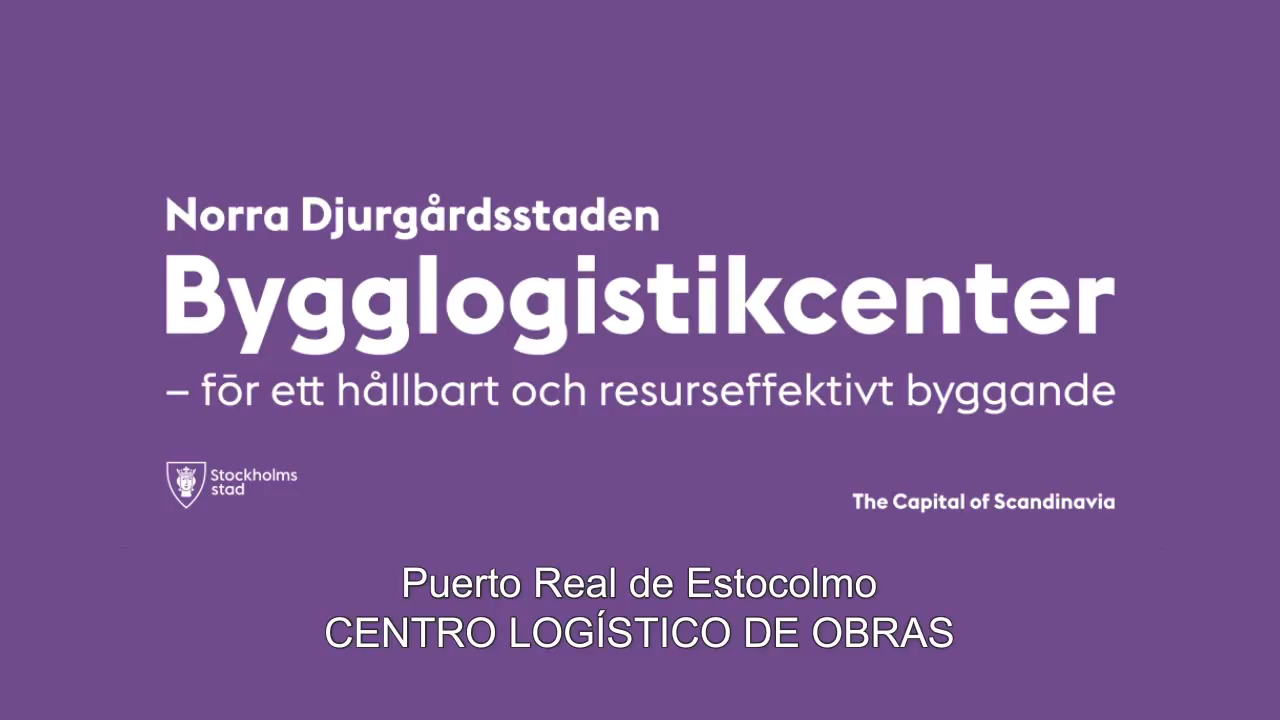 Norra Djurgårdsstaden
Bygglogistikcenter
– för ett hållbart och resurseffektivt byggande
Stockholms
stad
The Capital of Scandinavia
Puerto Real de Estocolmo
CENTRO LOGÍSTICO DE OBRAS